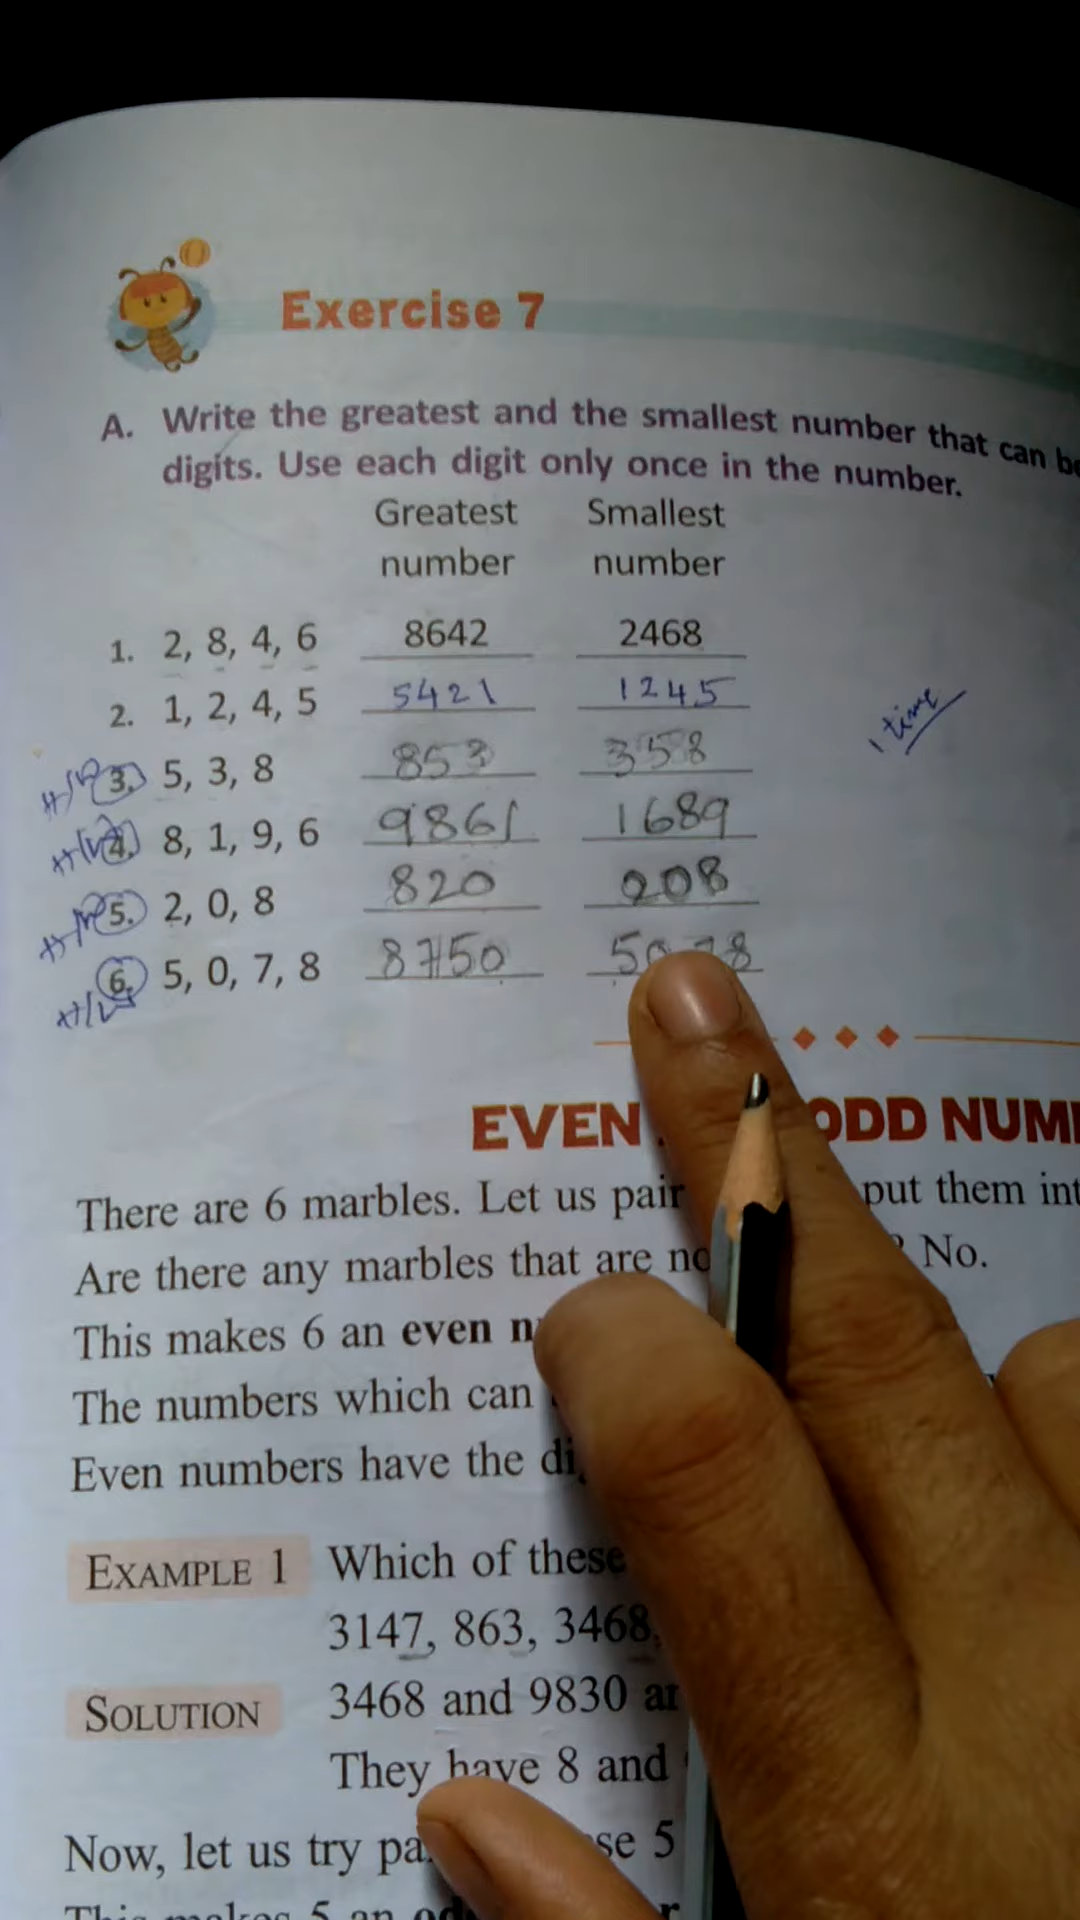 Exercise 7
A. Write the greatest and the smallest number that can be
digits. Use each digit only once in the number.
Greatest Smallest
number number
1. 2, 8, 4, 6 8642 2468
2. 1, 2, 4, 5 5421 1245
1 time
3. 5, 3, 8 853 358
4. 8, 1, 9, 6 9861 1689
5. 2, 0, 8 820 208
6. 5, 0, 7, 8 8750
EVEN ODD
There are 6 marbles. Let us pair put them
Are there any marbles that are No.
This makes 6 an even
The numbers which can
Even numbers have the
EXAMPLE 1 Which of these
3147, 863, 3468,
SOLUTION 3468 and 9830
They have 8 and
Now, let us try 5
This makes 5 an